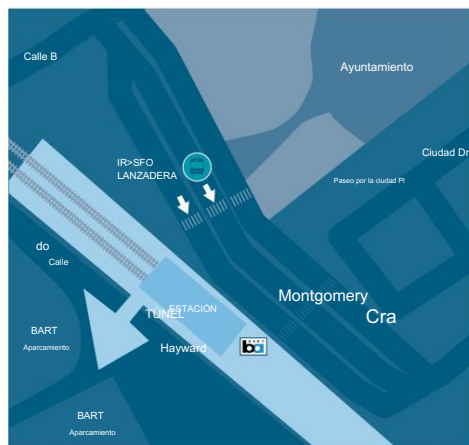 Calle B
Ayuntamiento
Ciudad Dr
IR>SFO
LANZADERA
Paseo por la ciudad Pl
do
Calle
Montgomery
ESTACIÓN
TÚNEL
Cra
BART
Aparcamiento
Hayward
BART
ba
BART
Aparcamiento